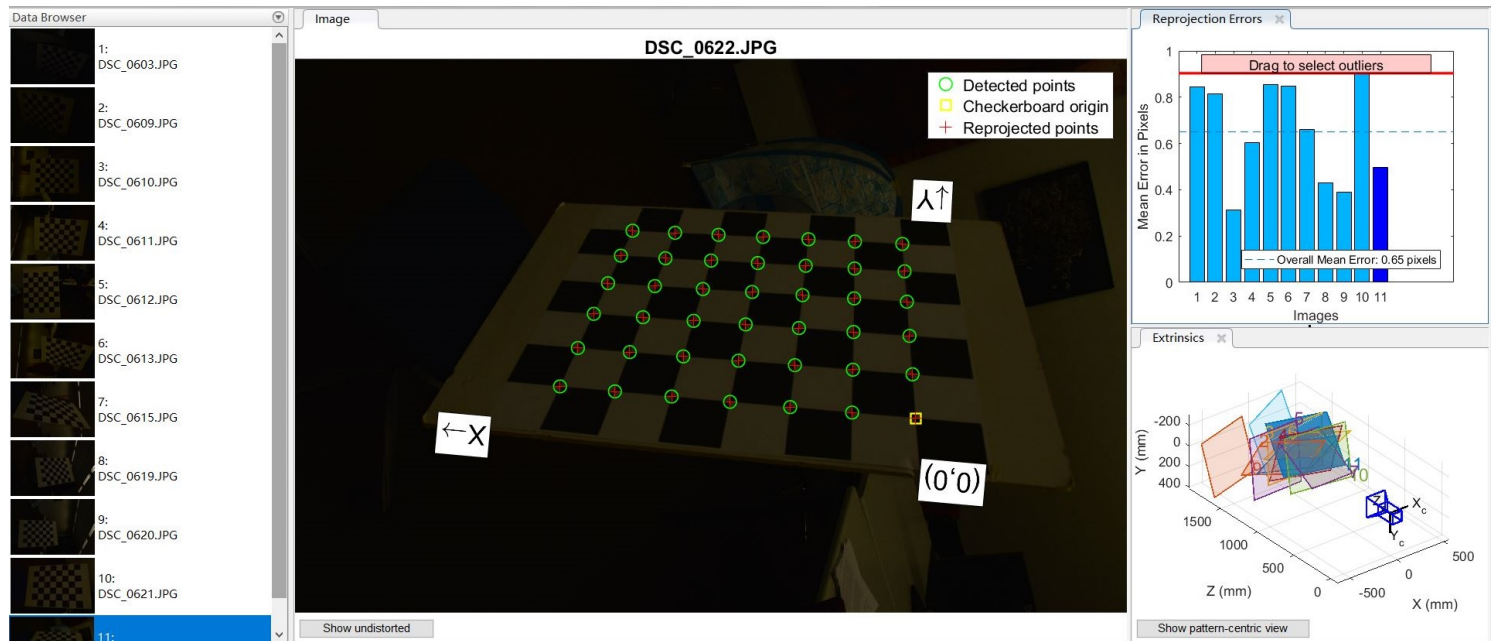 Data Browser
1:
DSC_0603.JPG
2:
DSC_0609.JPG
3:
DSC_0610.JPG
4:
DSC_0611.JPG
5:
DSC_0612.JPG
6:
DSC_0613.JPG
7:
DSC_0615.JPG
8:
DSC_0619.JPG
9:
DSC_0620.JPG
10:
DSC_0621.JPG
11:
Image
DSC_0622.JPG
Detected points
Checkerboard origin
Reprojected points
Y→
X→
(0,0)
Show undistorted
Reprojection Errors
Mean Error in Pixels
1
0.8
0.6
0.4
0.2
0
Drag to select outliers
Overall Mean Error: 0.65 pixels
1 2 3 4 5 6 7 8 9 10 11
Images
Extrinsics
Y (mm)
-200
0
200
400
1500
1000
500
0
Z (mm)
-500
0
500
X (mm)
2
5
9
11
10
Z
Xc
Yc
Show pattern-centric view